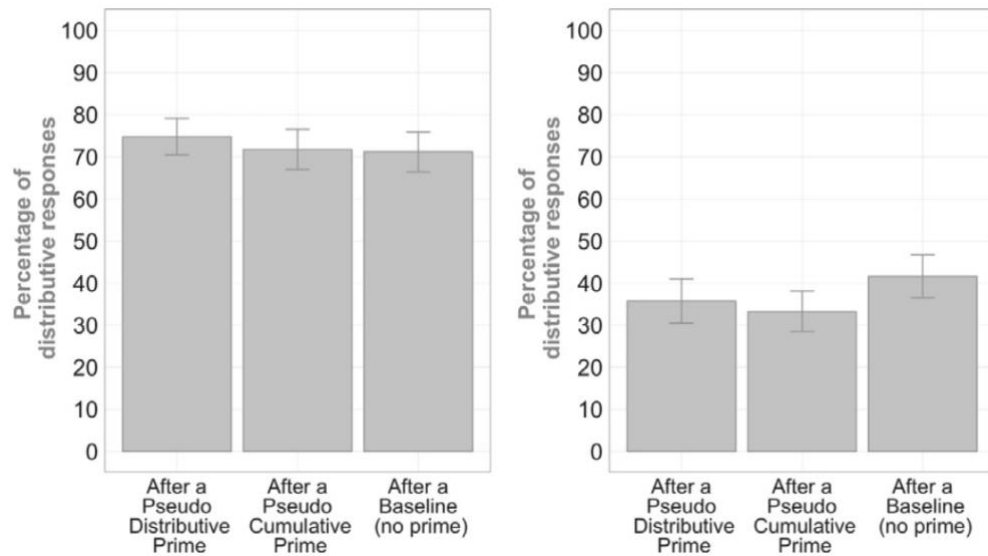 Percentage of
distributive responses
100
90
80
70
60
50
40
30
20
10
0
After a
Pseudo
Distributive
Prime
After a
Pseudo
Cumulative
Prime
After a
Baseline
(no prime)
Percentage of
distributive responses
100
90
80
70
60
50
40
30
20
10
0
After a
Pseudo
Distributive
Prime
After a
Pseudo
Cumulative
Prime
After a
Baseline
(no prime)